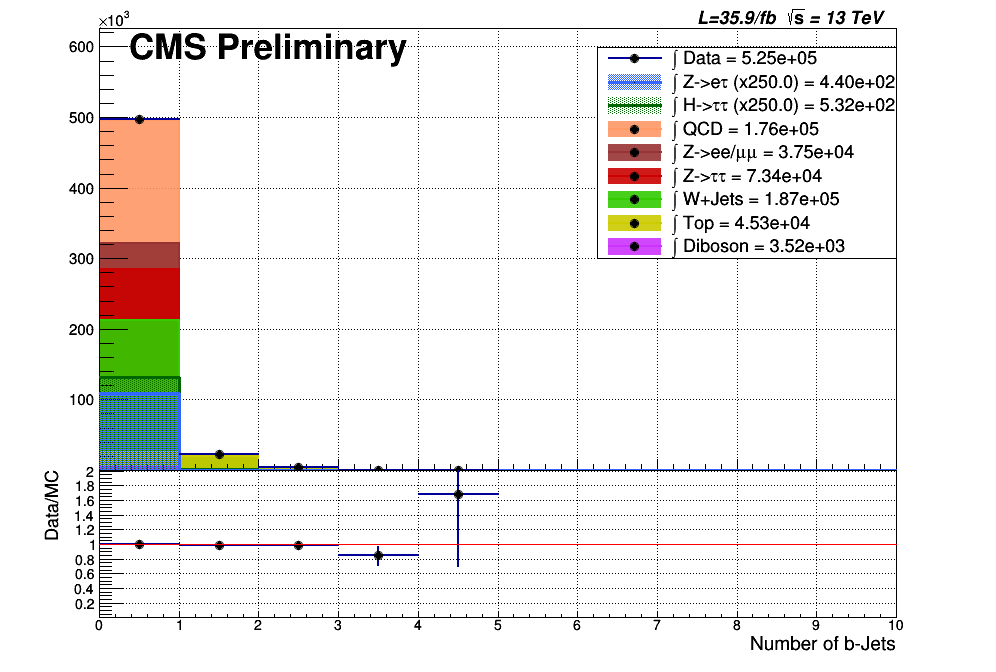 ×10³
L=35.9/fb √s = 13 TeV
CMS Preliminary
600
500
400
300
200
100
∫ Data = 5.25e+05
∫ Z->eτ (x250.0) = 4.40e+02
∫ H->ττ (x250.0) = 5.32e+02
∫ QCD = 1.76e+05
∫ Z->ee/μμ = 3.75e+04
∫ Z->ττ = 7.34e+04
∫ W+Jets = 1.87e+05
∫ Top = 4.53e+04
∫ Diboson = 3.52e+03
Data/MC
2
1.8
1.6
1.4
1.2
1
0.8
0.6
0.4
0.2
0 1 2 3 4 5 6 7 8 9 10
Number of b-Jets